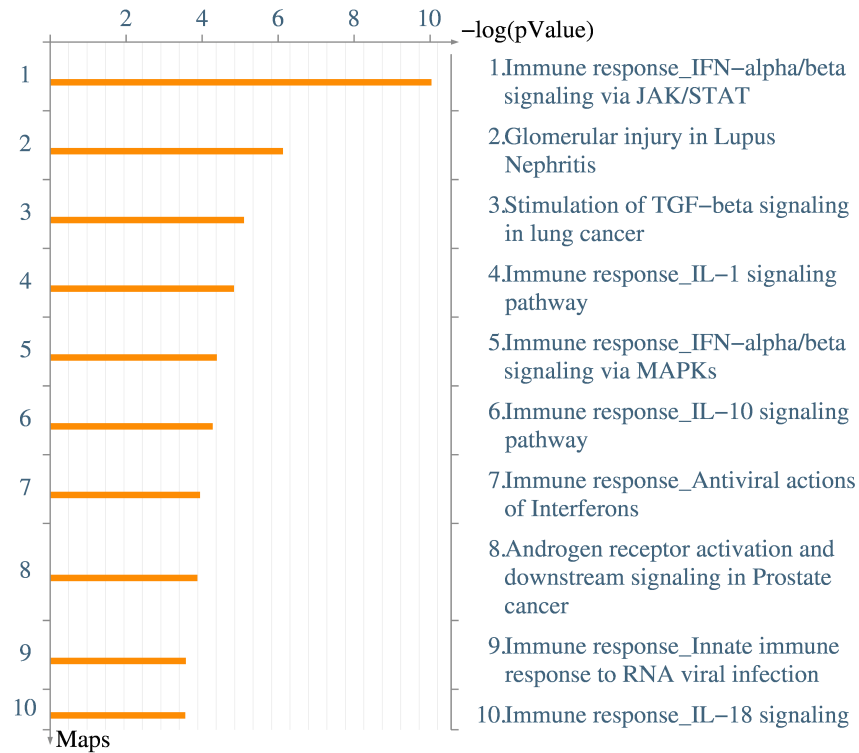 2 4 6 8 10
−log(pValue)
1
1.Immune response_IFN−alpha/beta
signaling via JAK/STAT
2
2.Glomerular injury in Lupus
Nephritis
3
3.Stimulation of TGF−beta signaling
in lung cancer
4
4.Immune response_IL−1 signaling
pathway
5
5.Immune response_IFN−alpha/beta
signaling via MAPKs
6
6.Immune response_IL−10 signaling
pathway
7
7.Immune response_Antiviral actions
of Interferons
8
8.Androgen receptor activation and
downstream signaling in Prostate
cancer
9
9.Immune response_Innate immune
response to RNA viral infection
10
10.Immune response_IL−18 signaling
Maps